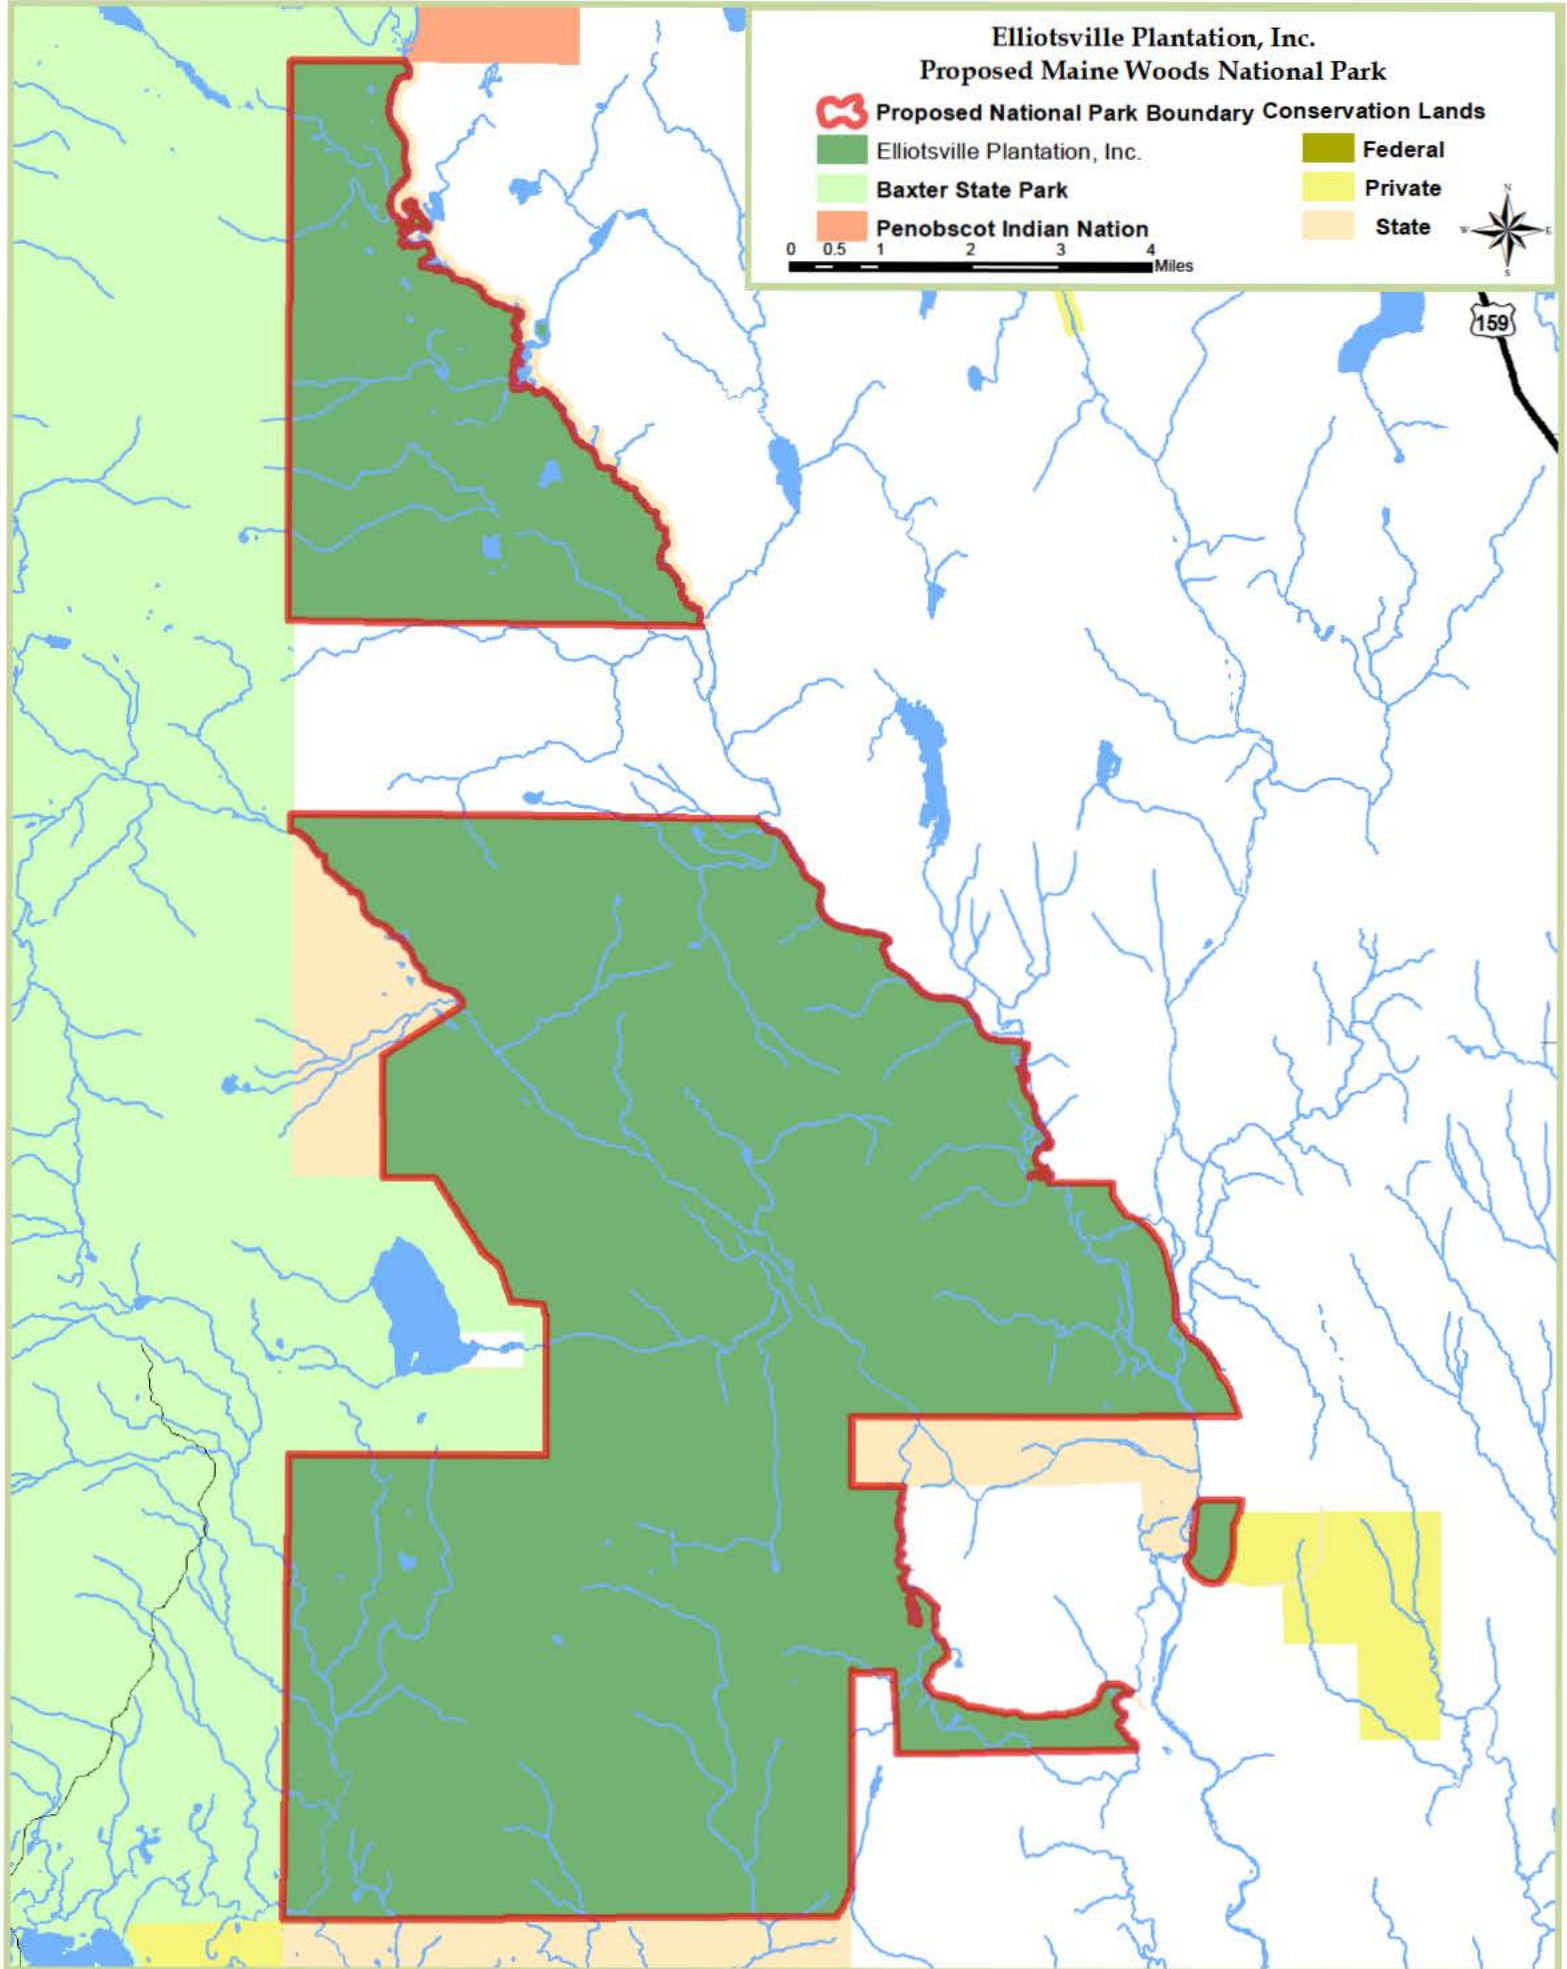 Elliotsville Plantation, Inc.
Proposed Maine Woods National Park
Proposed National Park Boundary
Elliotsville Plantation, Inc.
Baxter State Park
Penobscot Indian Nation
Conservation Lands
Federal
Private
State
0 0.5 1 2 3 4
Miles
N
W E
S
159